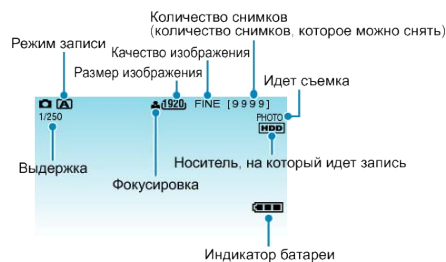 Количество снимков
(количество снимков, которое можно снять)
Режим записи
Качество изображения
Размер изображения
Идет съемка
A 1920 FINE [9999]
1/250
PHOTO
HDD
Выдержка
Фокусировка
Носитель, на который идет запись
Индикатор батареи